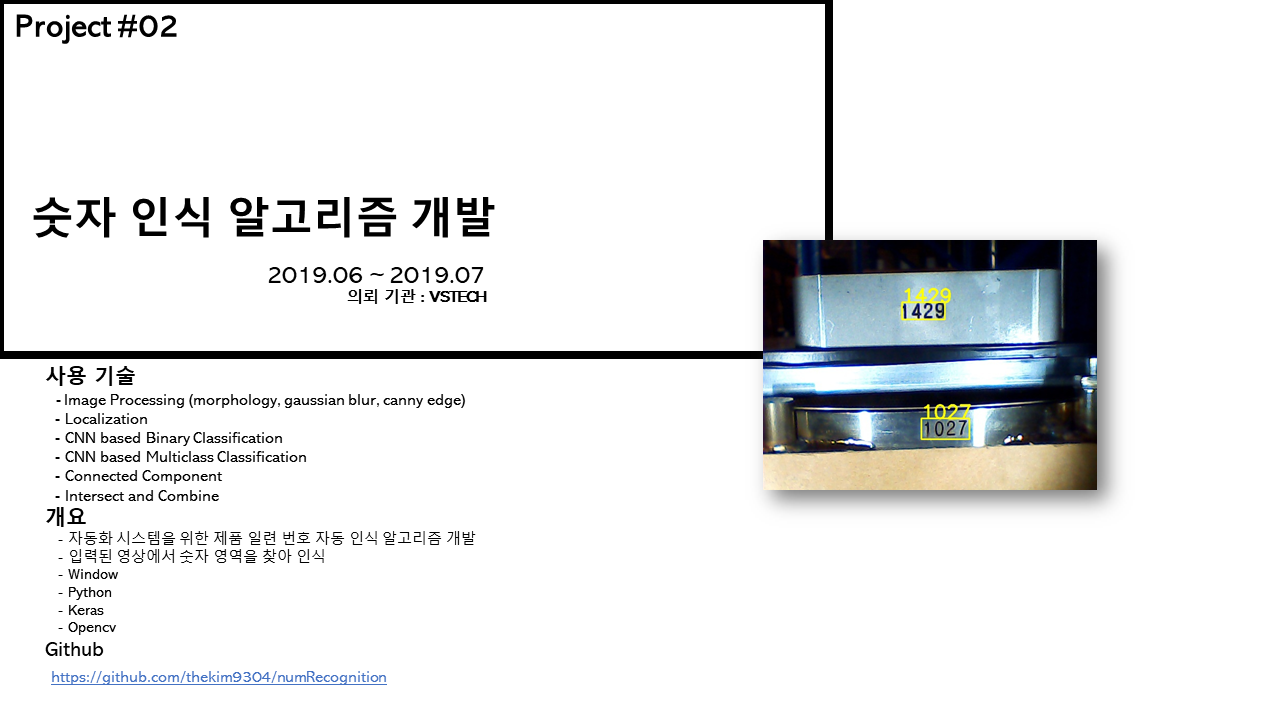 Project #02
숫자 인식 알고리즘 개발
2019.06 ~ 2019.07
의뢰 기관 : VSTECH
1429
1429
1027
1027
사용 기술
- Image Processing (morphology, gaussian blur, canny edge)
- Localization
- CNN based Binary Classification
- CNN based Multiclass Classification
- Connected Component
- Intersect and Combine
개요
- 자동화 시스템을 위한 제품 일련 번호 자동 인식 알고리즘 개발
- 입력된 영상에서 숫자 영역을 찾아 인식
- Window
- Python
- Keras
- Opencv
Github
https://github.com/thekim9304/numRecognition